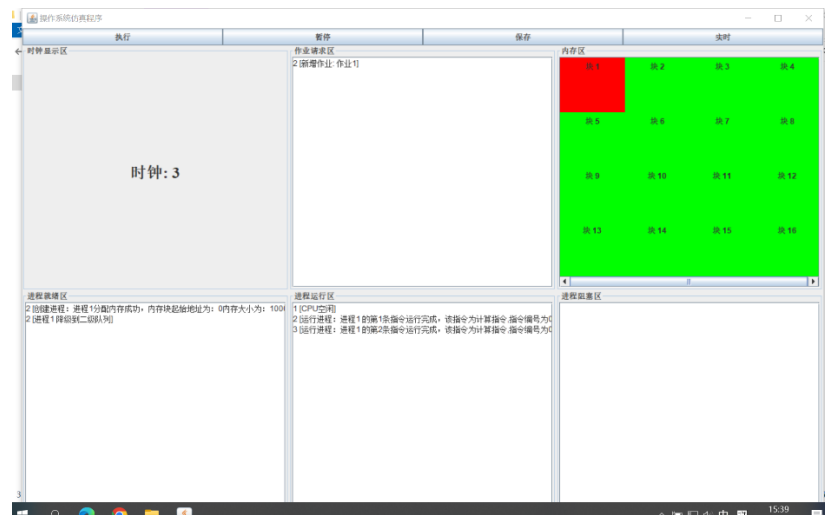 操作系统仿真程序
执行
暂停
保存
实时
时钟显示区
作业请求区
内存区
2 [新增作业: 作业1]
块 1
块 2
块 3
块 4
块 5
块 6
块 7
块 8
块 9
块 10
块 11
块 12
块 13
块 14
块 15
块 16
时钟: 3
进程就绪区
进程运行区
进程阻塞区
2 [创建进程：进程1分配内存成功，内存块起始地址为：0内存大小为：100
2 [进程1降级到二级队列]
1 [CPU空闲]
2 [运行进程：进程1的第1条指令运行完成，该指令为计算指令,指令编号为0
3 [运行进程：进程1的第2条指令运行完成，该指令为计算指令,指令编号为0
15:39